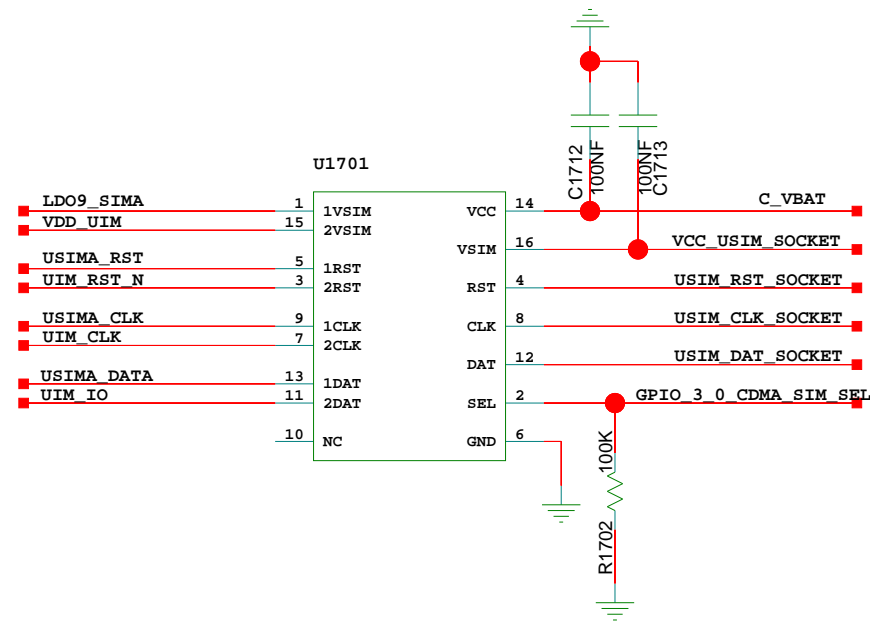 U1701
C1712
100NF
100NF
C1713
LDO9_SIMA 1 1VSIM VCC 14 C_VBAT
VDD_UIM 15 2VSIM
VSIM 16 VCC_USIM_SOCKET
USIMA_RST 5 1RST
UIM_RST_N 3 2RST RST 4 USIM_RST_SOCKET
USIMA_CLK 9 1CLK CLK 8 USIM_CLK_SOCKET
UIM_CLK 7 2CLK
DAT 12 USIM_DAT_SOCKET
USIMA_DATA 13 1DAT
UIM_IO 11 2DAT SEL 2 GPIO_3_0_CDMA_SIM_SEL
10 NC GND 6
100K
R1702